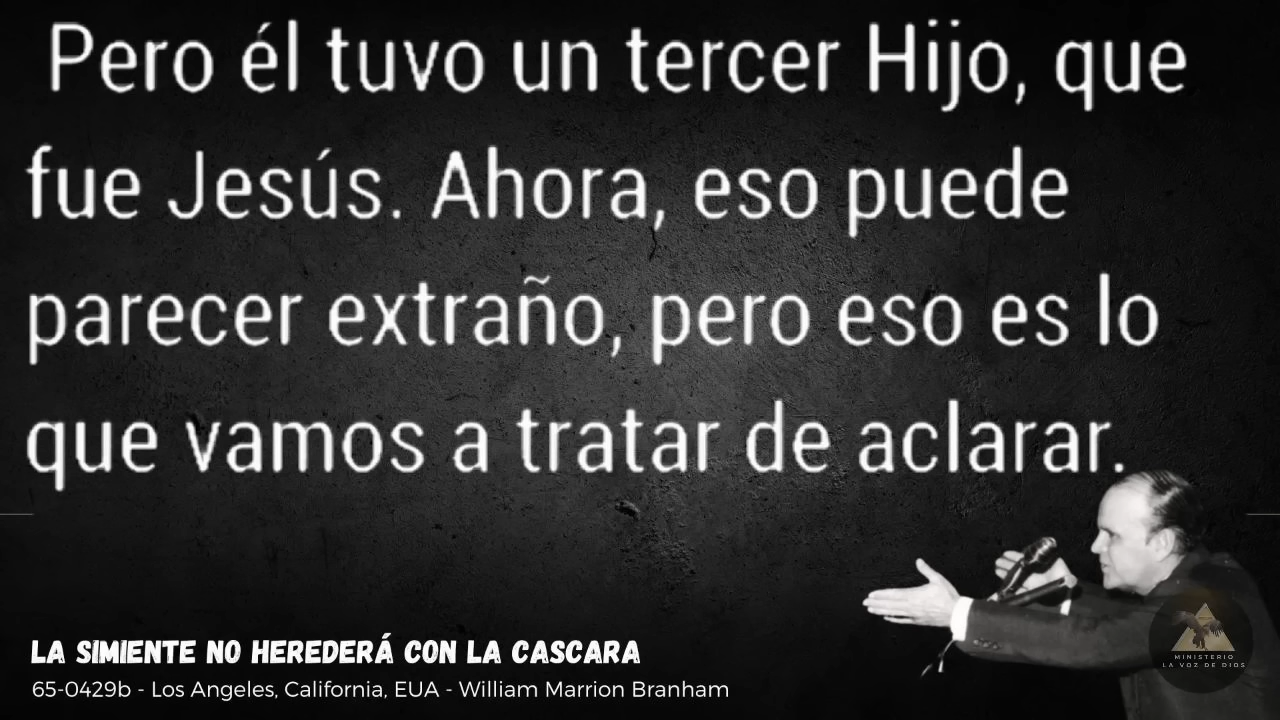 Pero él tuvo un tercer Hijo, que
fue Jesús. Ahora, eso puede
parecer extraño, pero eso es lo
que vamos a tratar de aclarar.
LA SIMIENTE NO HEREDERÁ CON LA CASCARA
65-0429b - Los Angeles, California, EUA - William Marrion Branham
MINISTERIO
LA VOZ DE DIOS